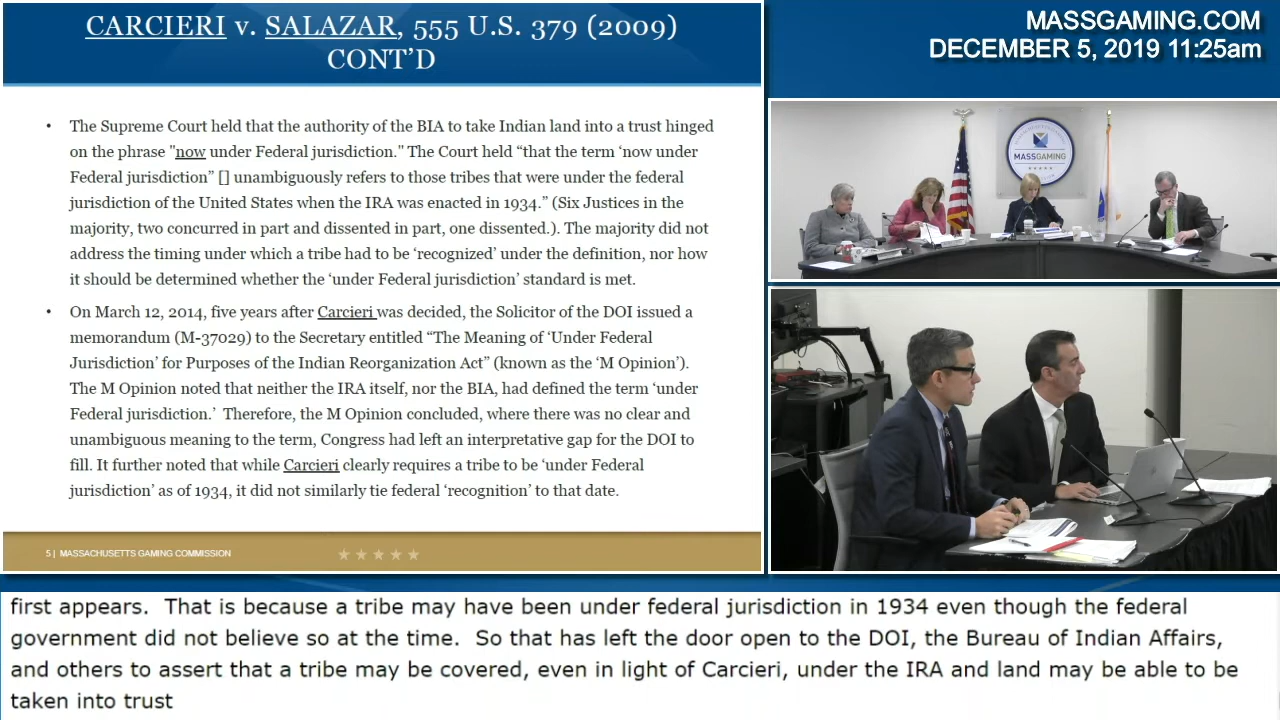 CARCIERI v. SALAZAR, 555 U.S. 379 (2009)
CONT'D
• The Supreme Court held that the authority of the BIA to take Indian land into a trust hinged
on the phrase "now under Federal jurisdiction." The Court held “that the term ‘now under
Federal jurisdiction” [] unambiguously refers to those tribes that were under the federal
jurisdiction of the United States when the IRA was enacted in 1934.” (Six Justices in the
majority, two concurred in part and dissented in part, one dissented.). The majority did not
address the timing under which a tribe had to be ‘recognized’ under the definition, nor how
it should be determined whether the ‘under Federal jurisdiction’ standard is met.
• On March 12, 2014, five years after Carcieri was decided, the Solicitor of the DOI issued a
memorandum (M-37029) to the Secretary entitled “The Meaning of ‘Under Federal
Jurisdiction’ for Purposes of the Indian Reorganization Act” (known as the ‘M Opinion’).
The M Opinion noted that neither the IRA itself, nor the BIA, had defined the term ‘under
Federal jurisdiction.’ Therefore, the M Opinion concluded, where there was no clear and
unambiguous meaning to the term, Congress had left an interpretative gap for the DOI to
fill. It further noted that while Carcieri clearly requires a tribe to be ‘under Federal
jurisdiction’ as of 1934, it did not similarly tie federal ‘recognition’ to that date.
5 | MASSACHUSETTS GAMING COMMISSION
MASSGAMING.COM
DECEMBER 5, 2019 11:25am
MASSGAMING
first appears. That is because a tribe may have been under federal jurisdiction in 1934 even though the federal
government did not believe so at the time. So that has left the door open to the DOI, the Bureau of Indian Affairs,
and others to assert that a tribe may be covered, even in light of Carcieri, under the IRA and land may be able to be
taken into trust